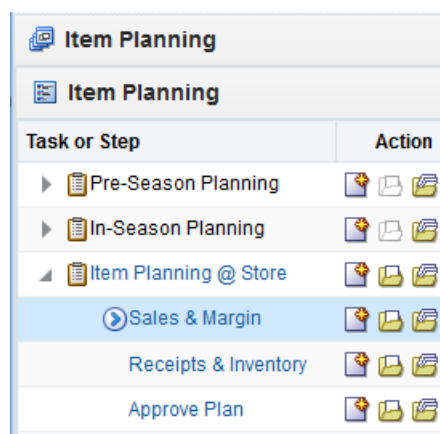 Item Planning
Item Planning
Task or Step Action
Pre-Season Planning
In-Season Planning
Item Planning @ Store
Sales & Margin
Receipts & Inventory
Approve Plan